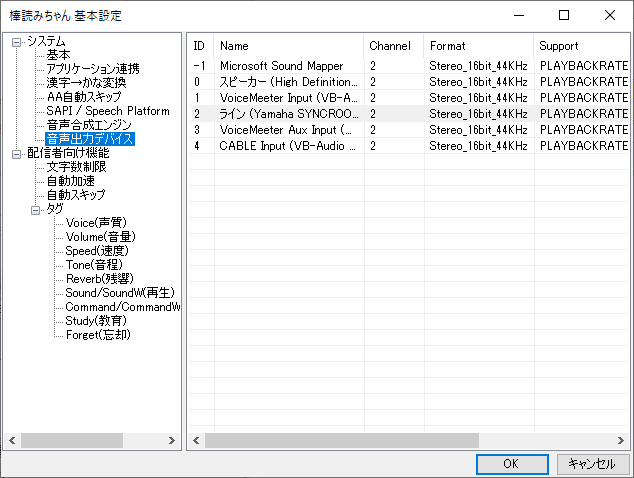 棒読みちゃん 基本設定
システム
基本
アプリケーション連携
漢字→かな変換
AA自動スキップ
SAPI / Speech Platform
音声合成エンジン
音声出力デバイス
配信者向け機能
文字数制限
自動加速
自動スキップ
タグ
Voice(声質)
Volume(音量)
Speed(速度)
Tone(音程)
Reverb(残響)
Sound/SoundW(再生)
Command/CommandW
Study(教育)
Forget(忘却)
ID Name Channel Format Support
-1 Microsoft Sound Mapper 2 Stereo_16bit_44KHz PLAYBACKRATE
0 スピーカー (High Definition... 2 Stereo_16bit_44KHz PLAYBACKRATE
1 VoiceMeeter Input (VB-A... 2 Stereo_16bit_44KHz PLAYBACKRATE
2 ライン (Yamaha SYNCROO... 2 Stereo_16bit_44KHz PLAYBACKRATE
3 VoiceMeeter Aux Input (... 2 Stereo_16bit_44KHz PLAYBACKRATE
4 CABLE Input (VB-Audio ... 2 Stereo_16bit_44KHz PLAYBACKRATE
OK キャンセル